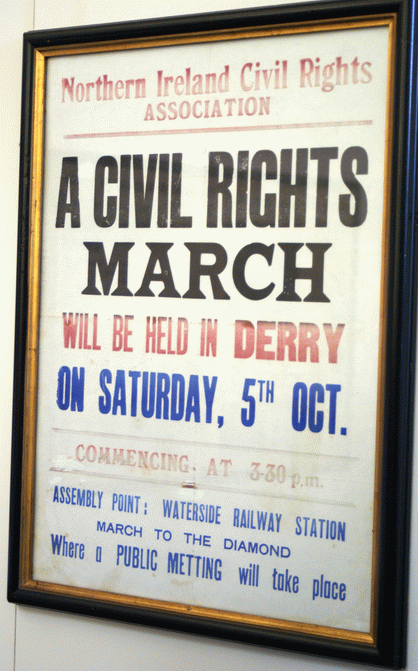 Northern Ireland Civil Rights
ASSOCIATION
A CIVIL RIGHTS
MARCH
WILL BE HELD IN DERRY
ON SATURDAY, 5TH OCT.
COMMENCING. AT 3-30 p.m.
ASSEMBLY POINT: WATERSIDE RAILWAY STATION
MARCH TO THE DIAMOND
Where a PUBLIC METTING will take place